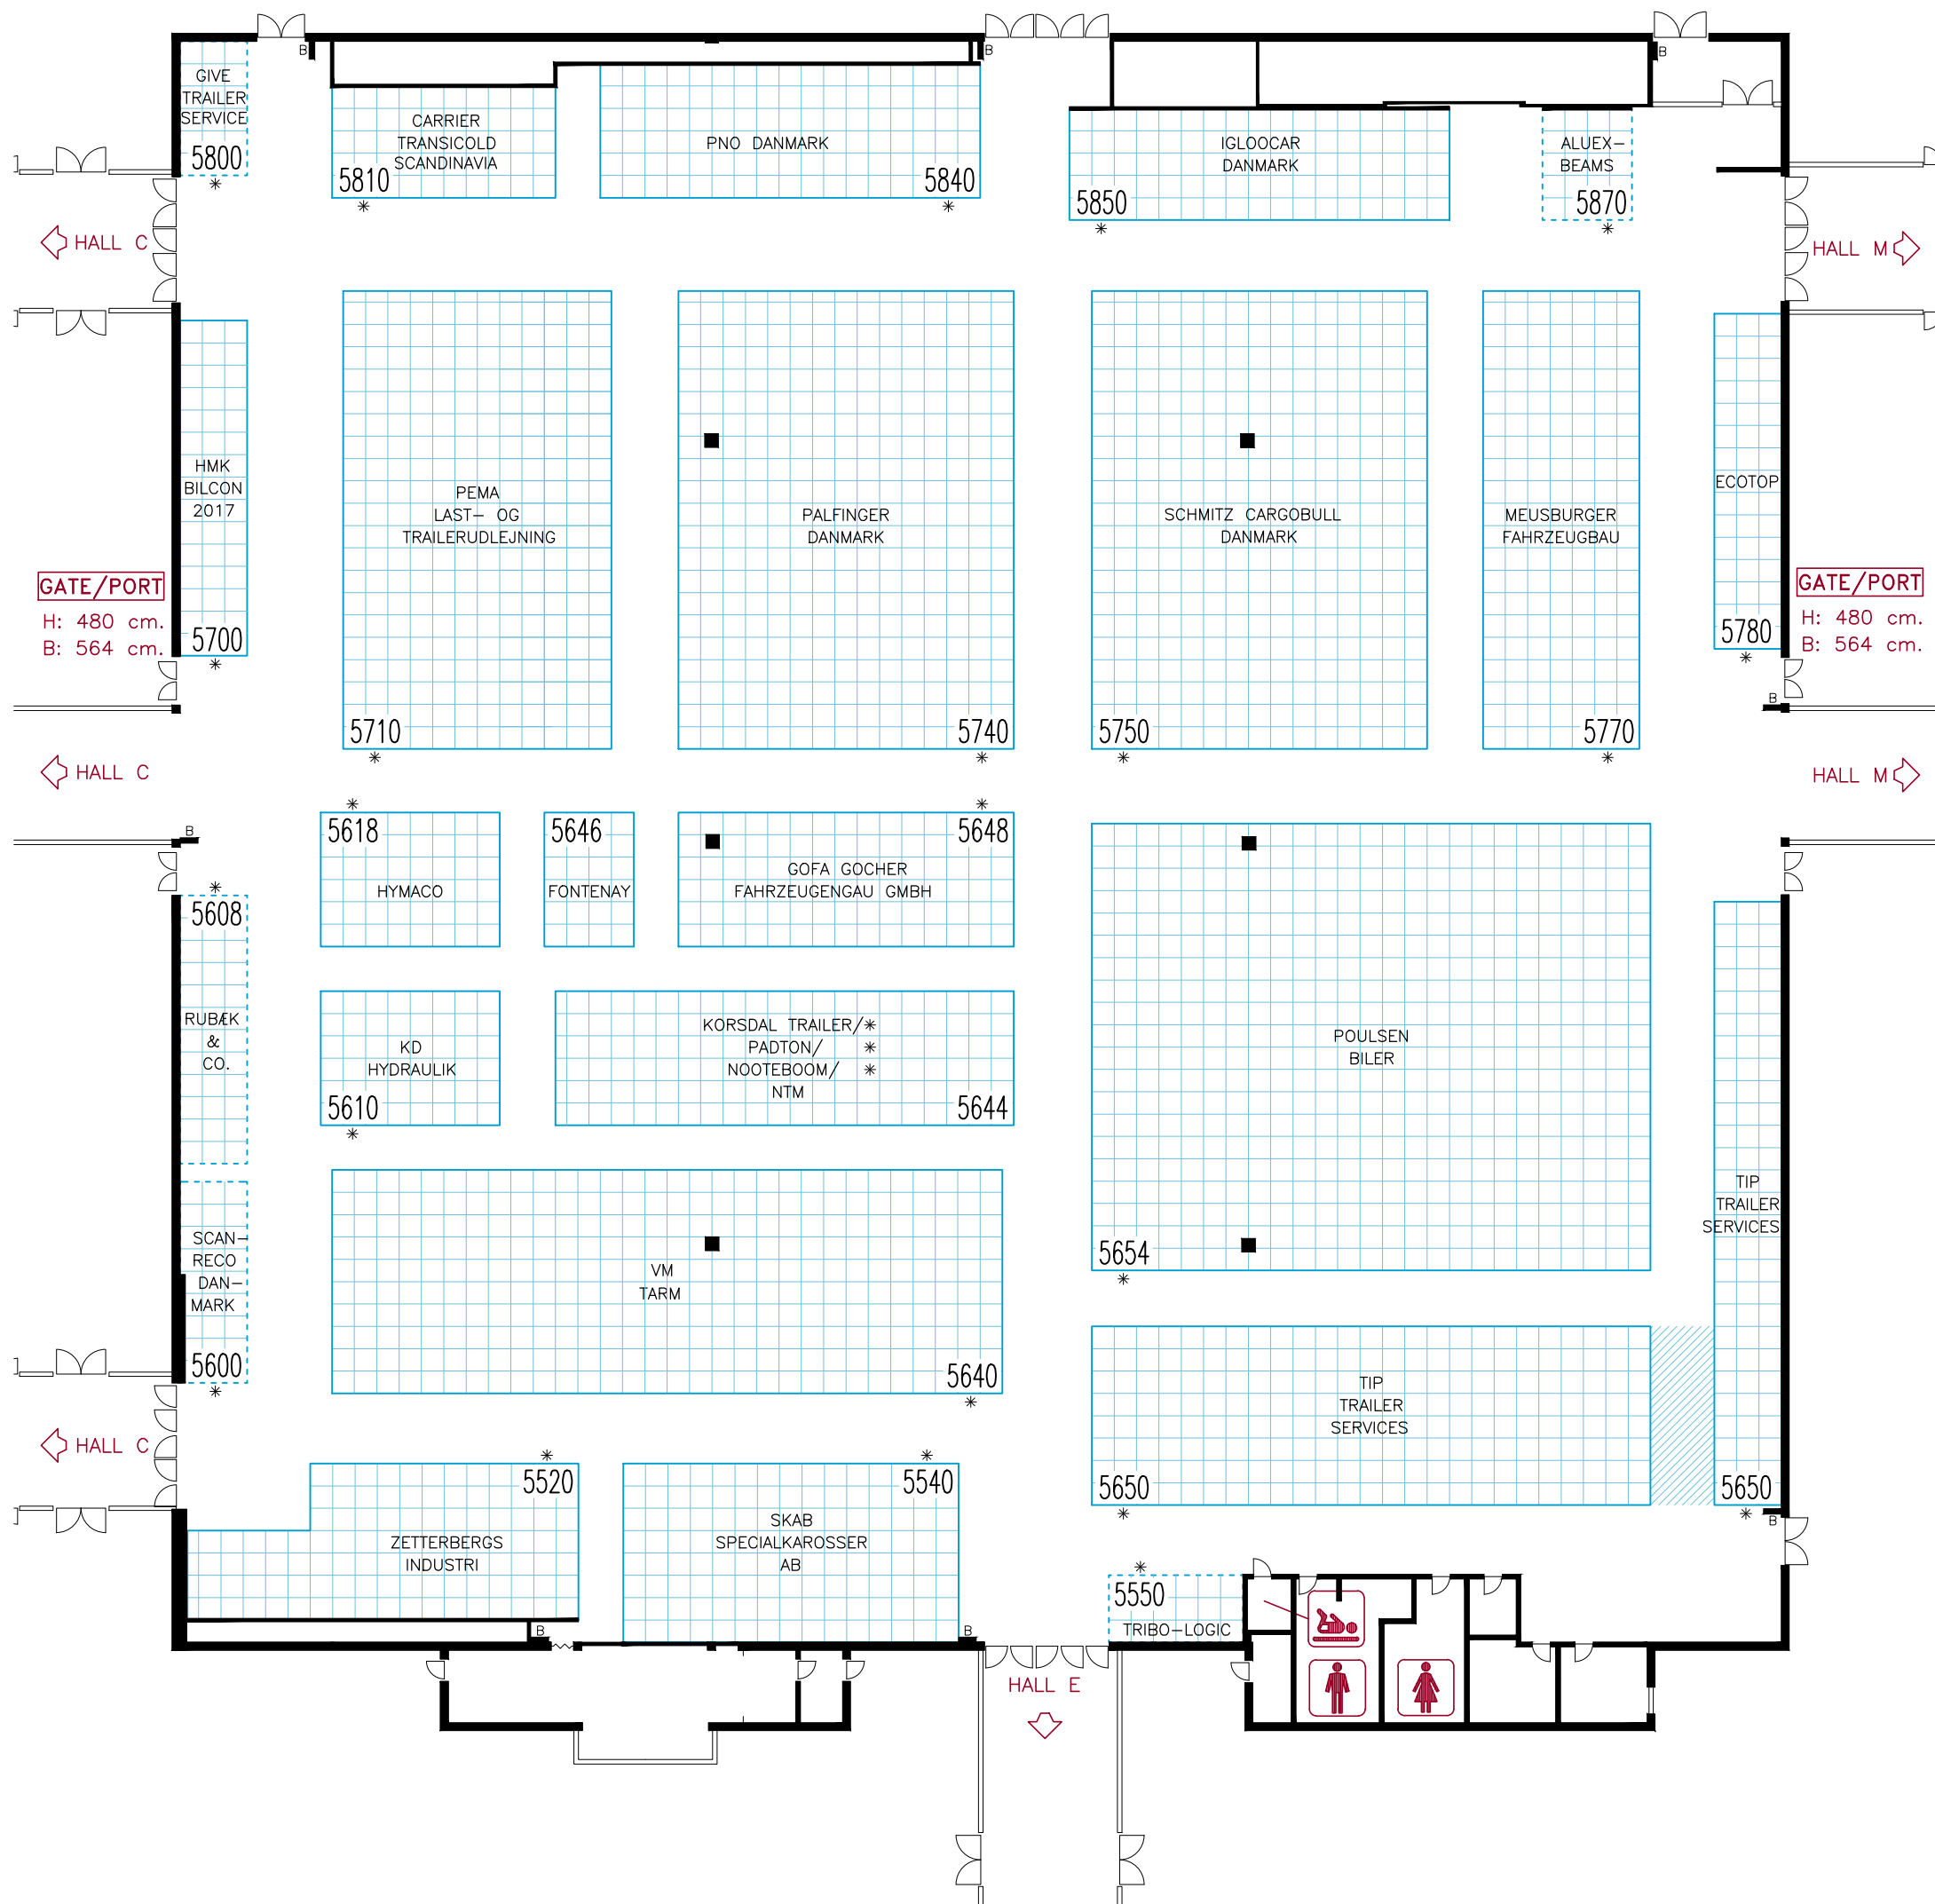 B
B
B
GIVE
TRAILER
SERVICE
5800
*
CARRIER
TRANSICOLD
SCANDINAVIA
5810
*
PNO DANMARK
5840
*
IGLOOCAR
DANMARK
5850
*
ALUEX-
BEAMS
5870
*
HALL C
HALL M
HMK
BILCON
2017
5700
*
PEMA
LAST- OG
TRAILERUDLEJNING
5710
*
PALFINGER
DANMARK
5740
*
SCHMITZ CARGOBULL
DANMARK
5750
*
MEUSBURGER
FAHRZEUGBAU
5770
*
ECOTOP
5780
*
GATE/PORT
H: 480 cm.
B: 564 cm.
GATE/PORT
H: 480 cm.
B: 564 cm.
B
HALL C
HALL M
B
*
5618
HYMACO
5646
FONTENAY
*
5648
GOFA GOCHER
FAHRZEUGENGAU GMBH
*
5608
RUBÆK
&
CO.
KD
HYDRAULIK
5610
*
KORSDAL TRAILER/*
PADTON/ *
NOOTEBOOM/ *
NTM
5644
POULSEN
BILER
5654
*
TIP
TRAILER
SERVICES
5650
*
SCAN-
RECO
DAN-
MARK
5600
*
VM
TARM
5640
*
TIP
TRAILER
SERVICES
5650
*
B
HALL C
*
5520
ZETTERBERGS
INDUSTRI
*
5540
SKAB
SPECIALKAROSSER
AB
*
5550
TRIBO-LOGIC
B
B
HALL E